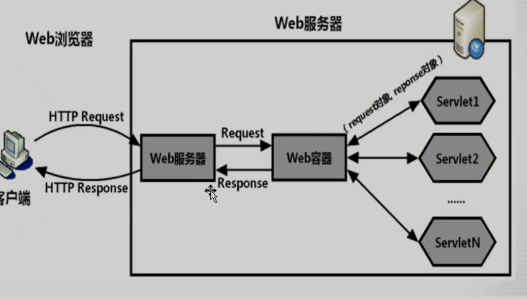 Web服务器
Web浏览器
HTTP Request
HTTP Response
客户端
Web服务器
Request
Response
Web容器
(request对象, reponse对象)
Servlet1
Servlet2
......
ServletN